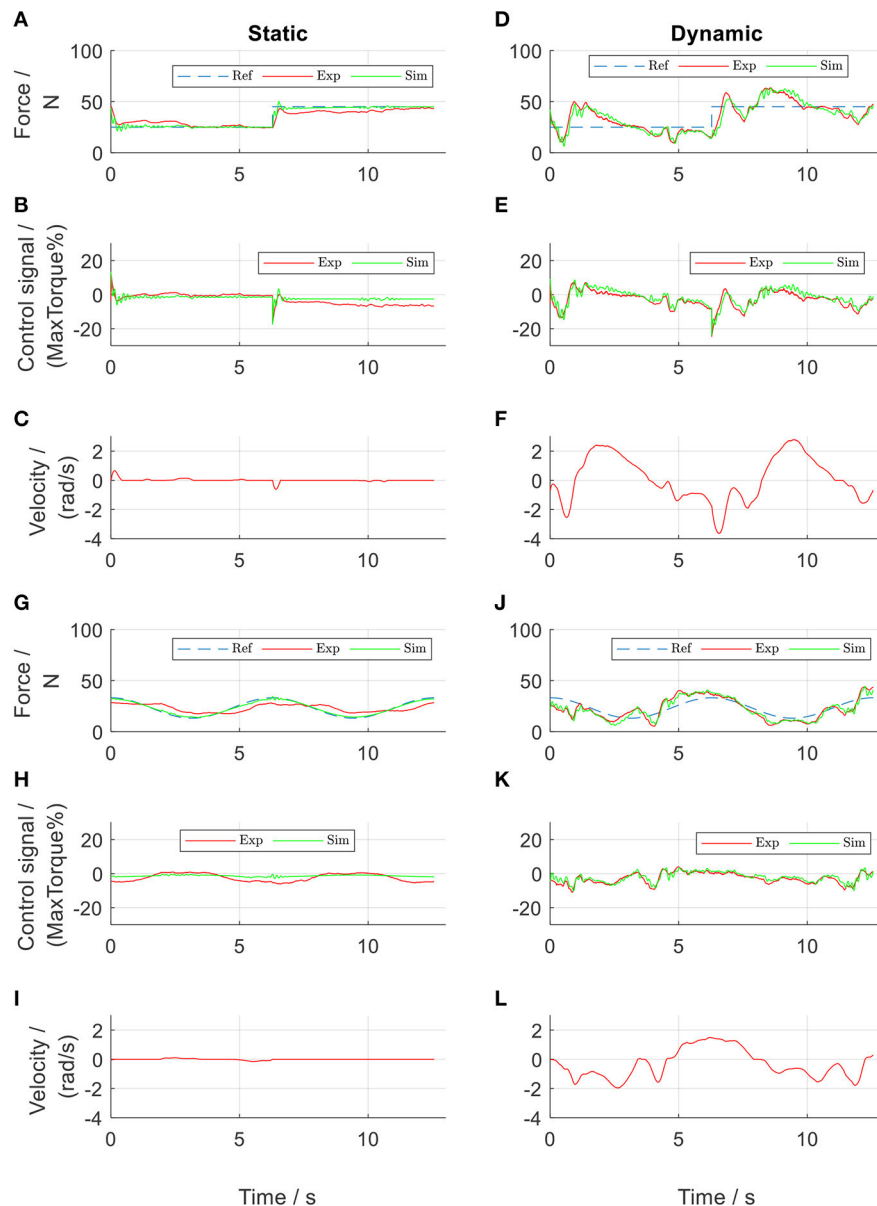 A
Static
100
Ref Exp Sim
50
0
0 5 10
Force /
N
D
Dynamic
100
Ref Exp Sim
50
0
0 5 10
B
20
Exp Sim
0
-20
0 5 10
Control signal /
(MaxTorque%)
E
20
Exp Sim
0
-20
0 5 10
C
2
0
-2
-4
0 5 10
Velocity /
(rad/s)
F
2
0
-2
-4
0 5 10
G
100
Ref Exp Sim
50
0
0 5 10
Force /
N
J
100
Ref Exp Sim
50
0
0 5 10
H
20
Exp Sim
0
-20
0 5 10
Control signal /
(MaxTorque%)
K
20
Exp Sim
0
-20
0 5 10
I
2
0
-2
-4
0 5 10
Velocity /
(rad/s)
Time / s
L
2
0
-2
-4
0 5 10
Time / s